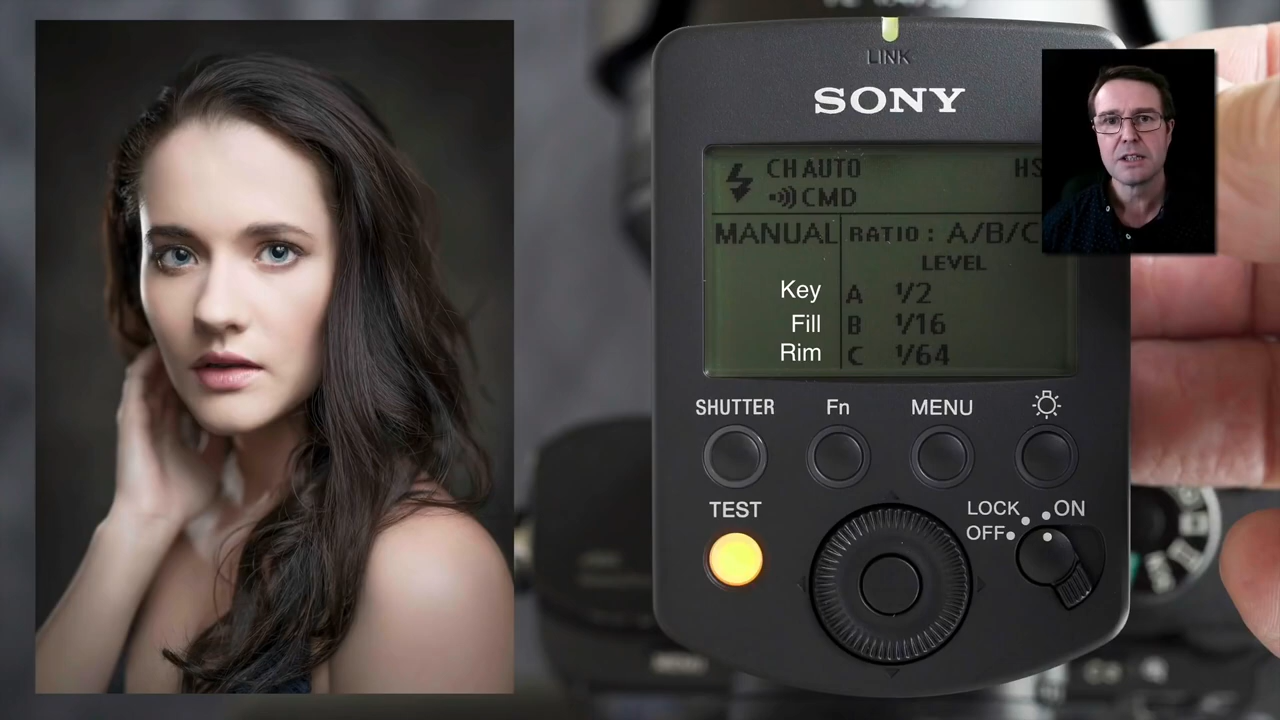 LINK
SONY
CH AUTO HS
CMD
MANUAL RATIO: A/B/C
LEVEL
Key A 1/2
Fill B 1/16
Rim C 1/64
SHUTTER Fn MENU
TEST
LOCK ON
OFF